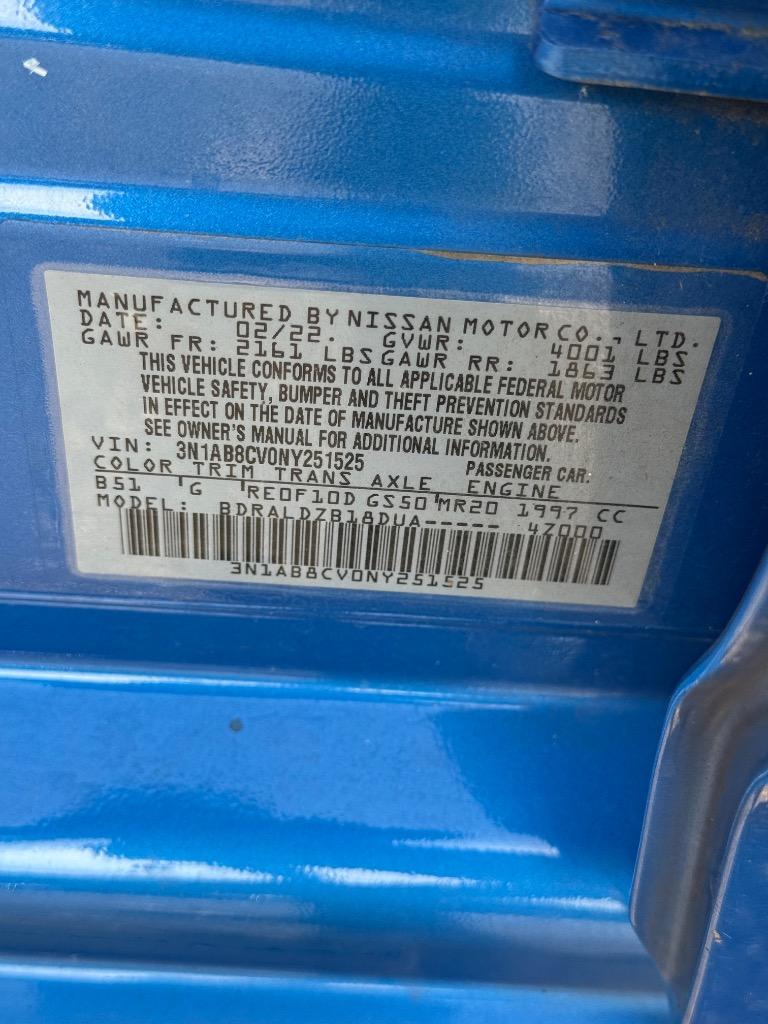 MANUFACTURED BY NISSAN MOTOR CO., LTD.
DATE: 02/22. GVWR: 4001 LBS
GAWR FR: 2161 LBS GAWR RR: 1863 LBS
THIS VEHICLE CONFORMS TO ALL APPLICABLE FEDERAL MOTOR
VEHICLE SAFETY, BUMPER AND THEFT PREVENTION STANDARDS
IN EFFECT ON THE DATE OF MANUFACTURE SHOWN ABOVE.
SEE OWNER'S MANUAL FOR ADDITIONAL INFORMATION.
VIN: 3N1AB8CV0NY251525 PASSENGER CAR
COLOR TRIM TRANS AXLE ENGINE
B51 G RE0F10D GS50 MR20 1997 CC
MODEL: BDRALDZB18DUA----- 47000
3N1AB8CV0NY251525